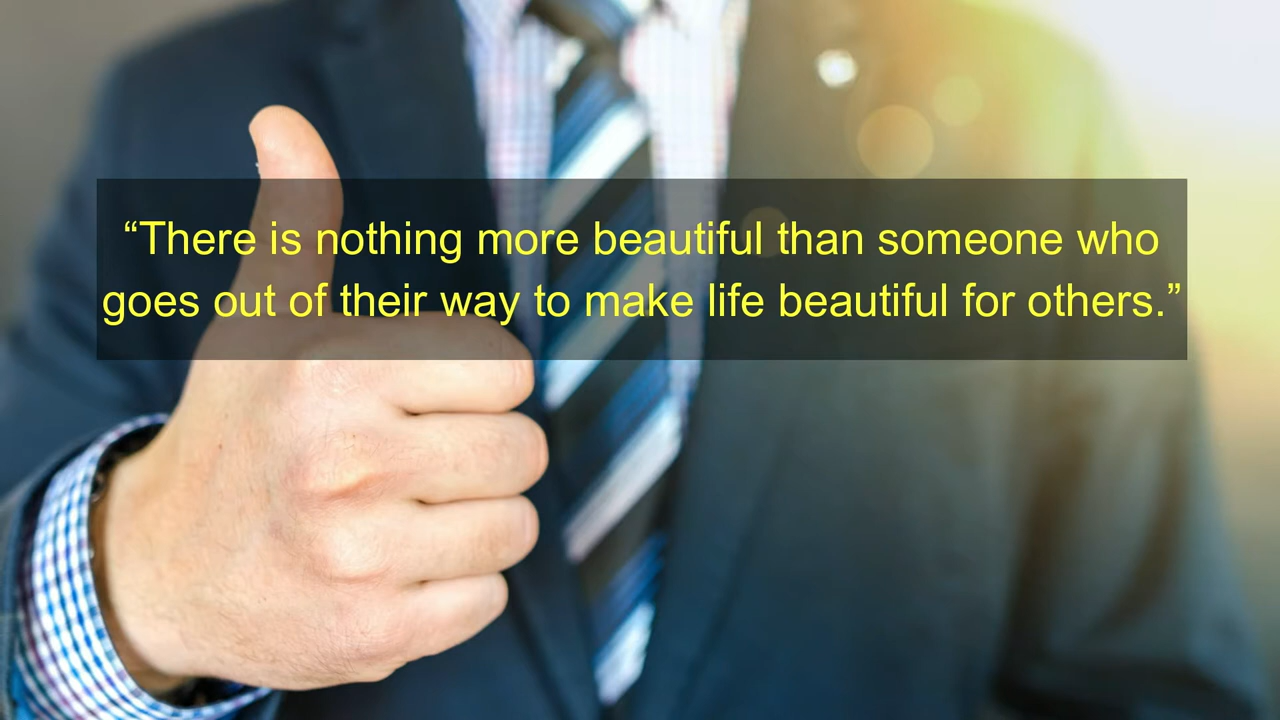 “There is nothing more beautiful than someone who
goes out of their way to make life beautiful for others.”